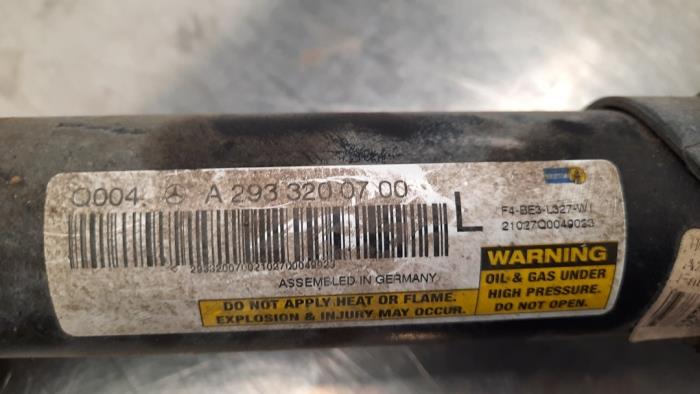 Q004 A 293 320 07 00
L
F4-BE3-L327-W1
21027Q0049023
29332007002102700049023
ASSEMBLED IN GERMANY
WARNING
OIL & GAS UNDER
HIGH PRESSURE.
DO NOT OPEN.
DO NOT APPLY HEAT OR FLAME.
EXPLOSION & INJURY MAY OCCUR.